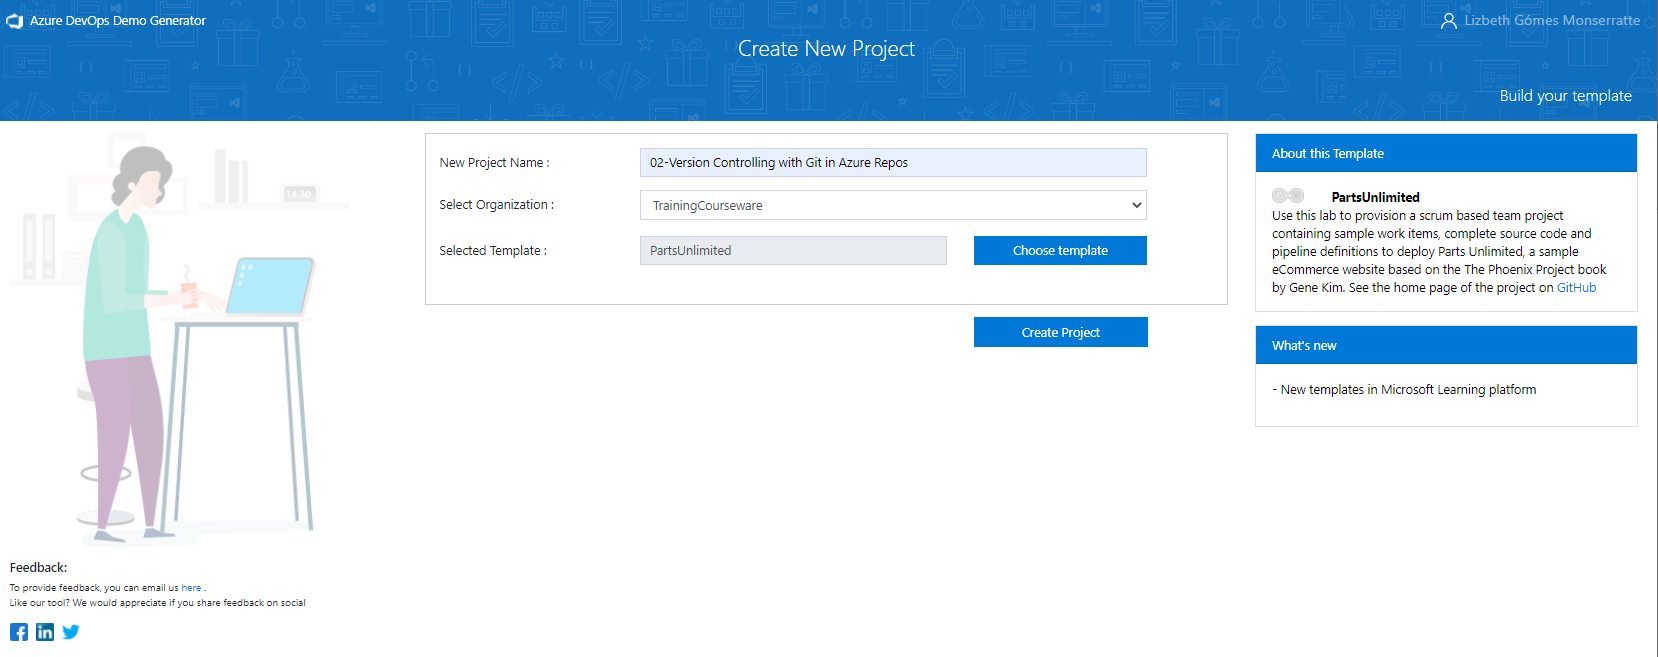 Azure DevOps Demo Generator
Lizbeth Gómes Monserratte
Create New Project
Build your template
14:30
New Project Name :
02-Version Controlling with Git in Azure Repos
Select Organization :
TrainingCourseware
Selected Template :
PartsUnlimited
Choose template
Create Project
About this Template
PartsUnlimited
Use this lab to provision a scrum based team project
containing sample work items, complete source code and
pipeline definitions to deploy Parts Unlimited, a sample
eCommerce website based on the The Phoenix Project book
by Gene Kim. See the home page of the project on GitHub
What's new
- New templates in Microsoft Learning platform
Feedback:
To provide feedback, you can email us here .
Like our tool? We would appreciate if you share feedback on social